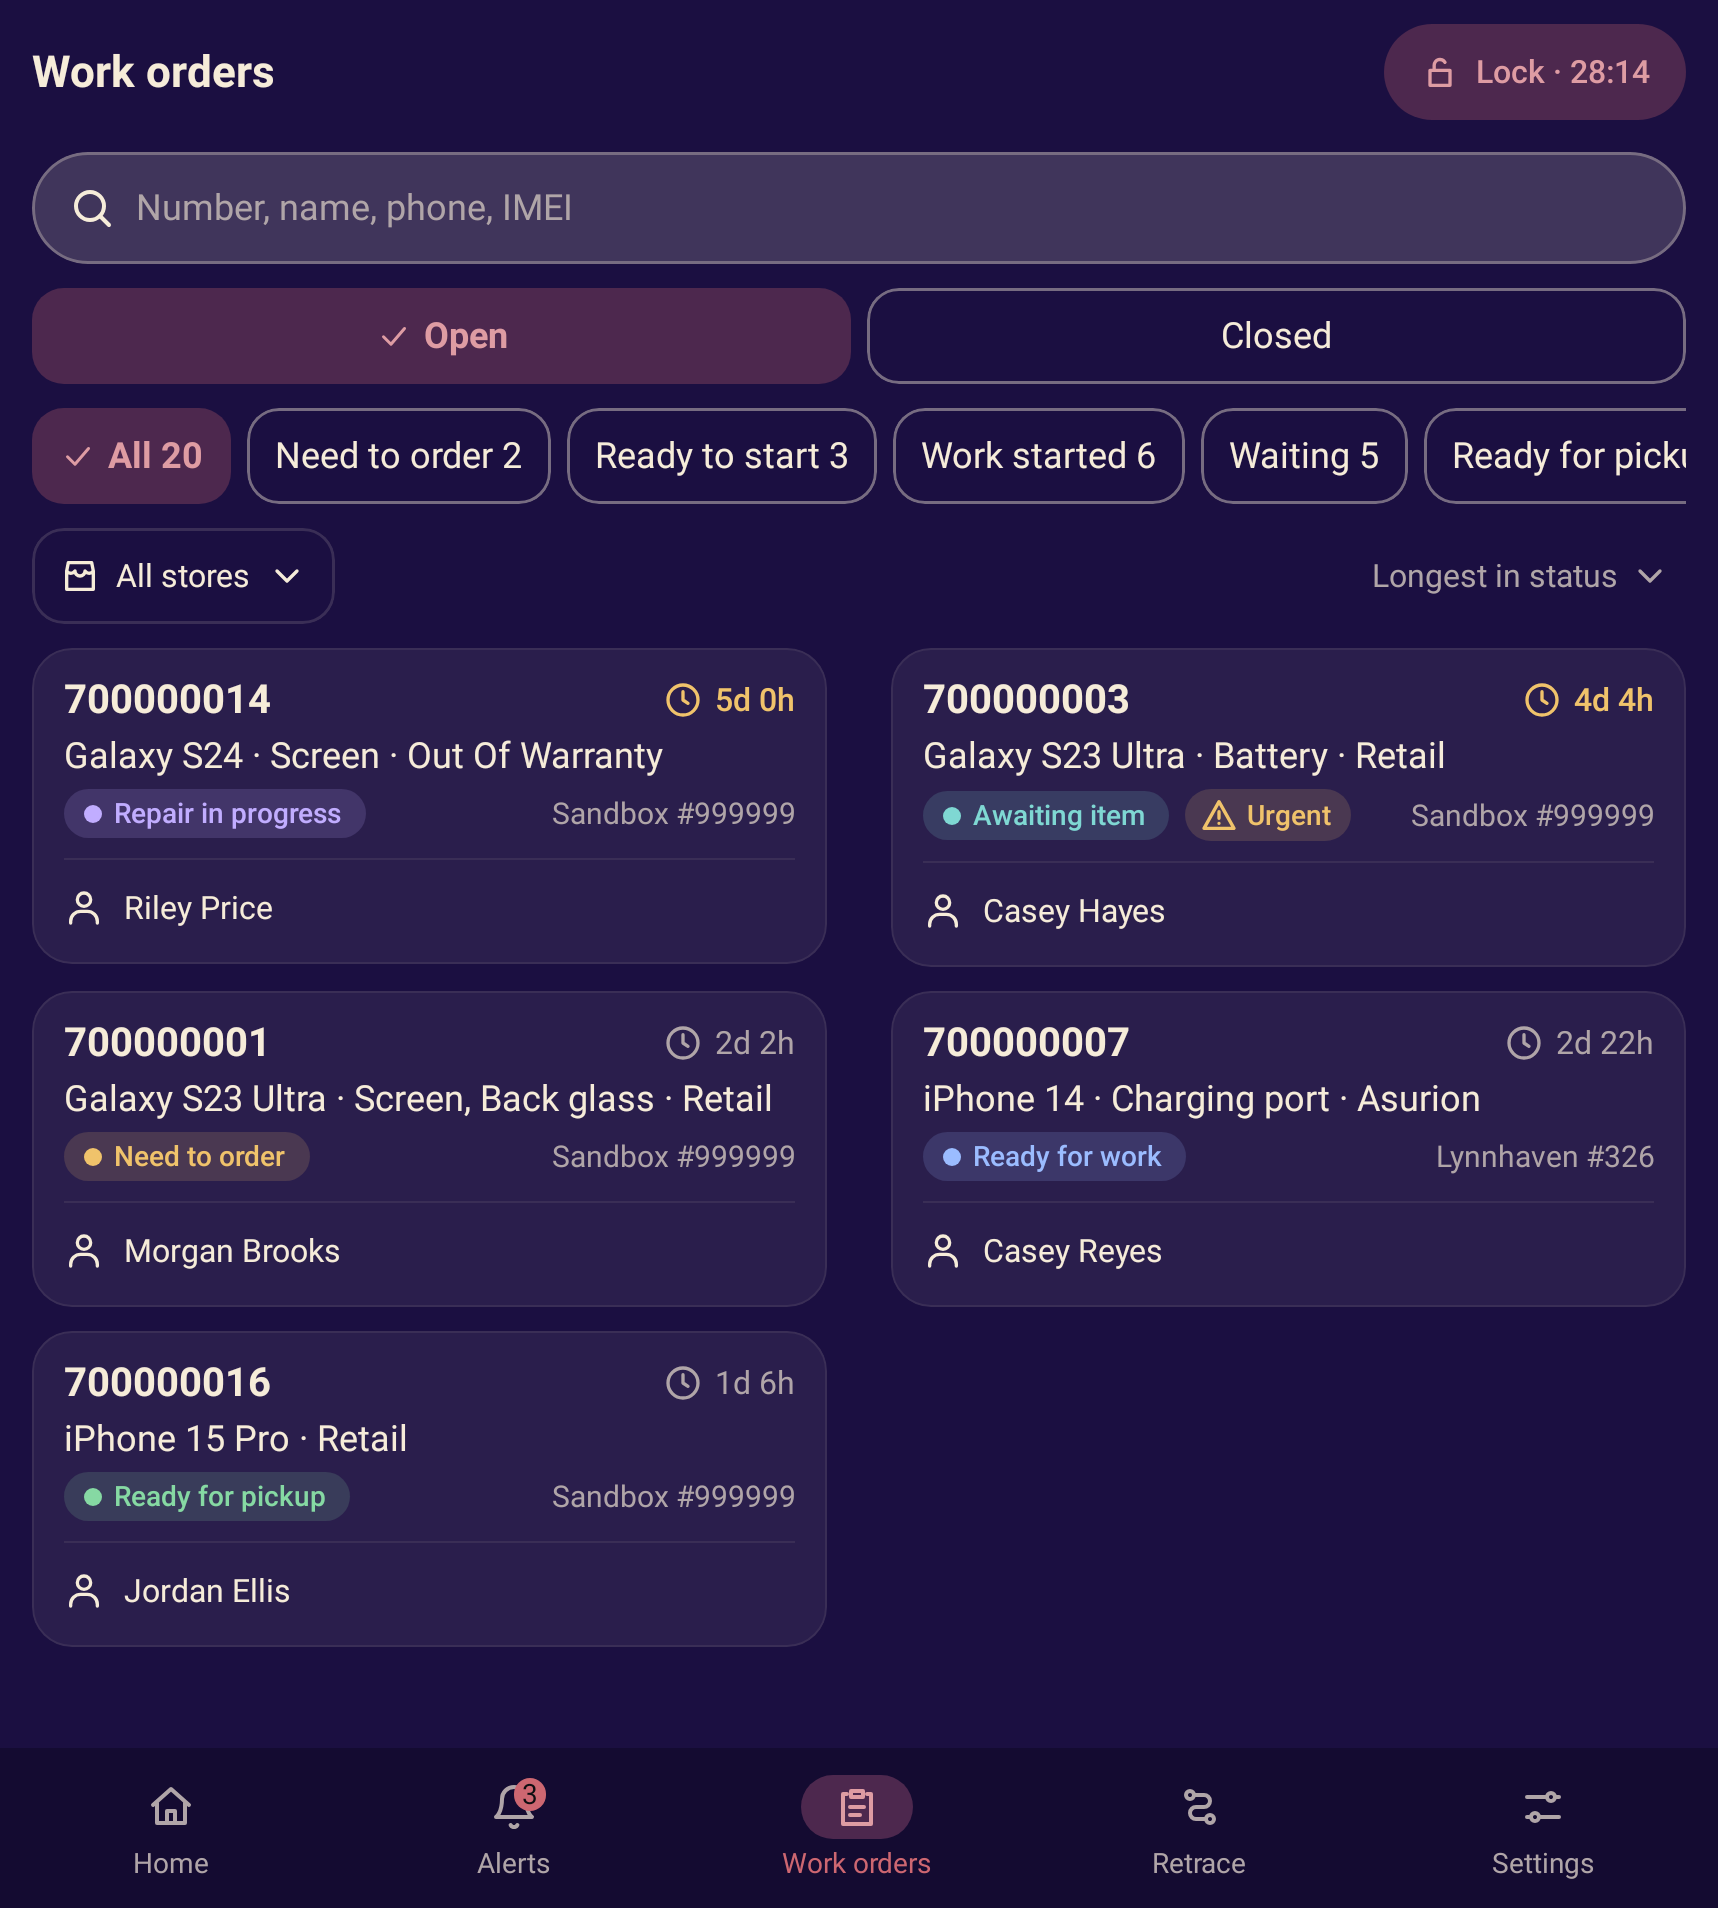 Work orders
Lock · 28:14
Number, name, phone, IMEI
Open
Closed
All 20
Need to order 2
Ready to start 3
Work started 6
Waiting 5
Ready for picku
All stores
Longest in status
700000014
5d 0h
Galaxy S24 · Screen · Out Of Warranty
Repair in progress
Sandbox #999999
Riley Price
700000003
4d 4h
Galaxy S23 Ultra · Battery · Retail
Awaiting item
Urgent
Sandbox #999999
Casey Hayes
700000001
2d 2h
Galaxy S23 Ultra · Screen, Back glass · Retail
Need to order
Sandbox #999999
Morgan Brooks
700000007
2d 22h
iPhone 14 · Charging port · Asurion
Ready for work
Lynnhaven #326
Casey Reyes
700000016
1d 6h
iPhone 15 Pro · Retail
Ready for pickup
Sandbox #999999
Jordan Ellis
Home
3
Alerts
Work orders
Retrace
Settings